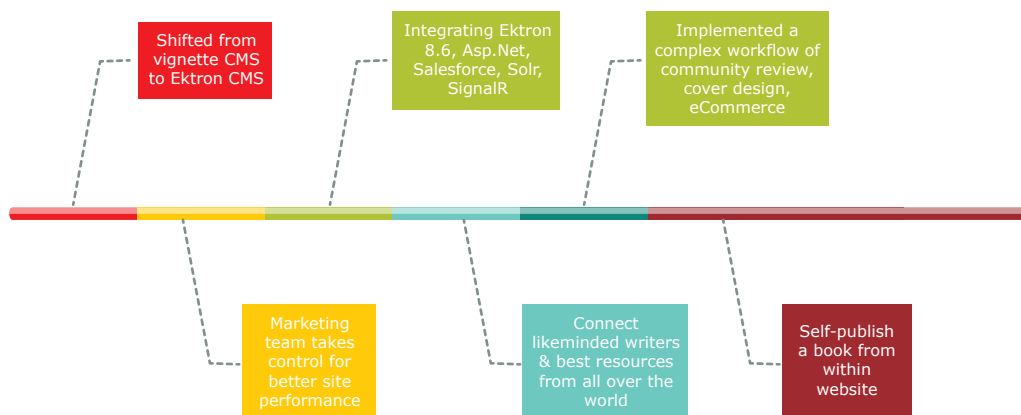 Shifted from
vignette CMS
to Ektron CMS
Integrating Ektron
8.6, Asp.Net,
Salesforce, Solr,
SignalR
Implemented a
complex workflow of
community review,
cover design,
eCommerce
Marketing
team takes
control for
better site
performance
Connect
likeminded writers
& best resources
from all over the
world
Self-publish
a book from
within
website